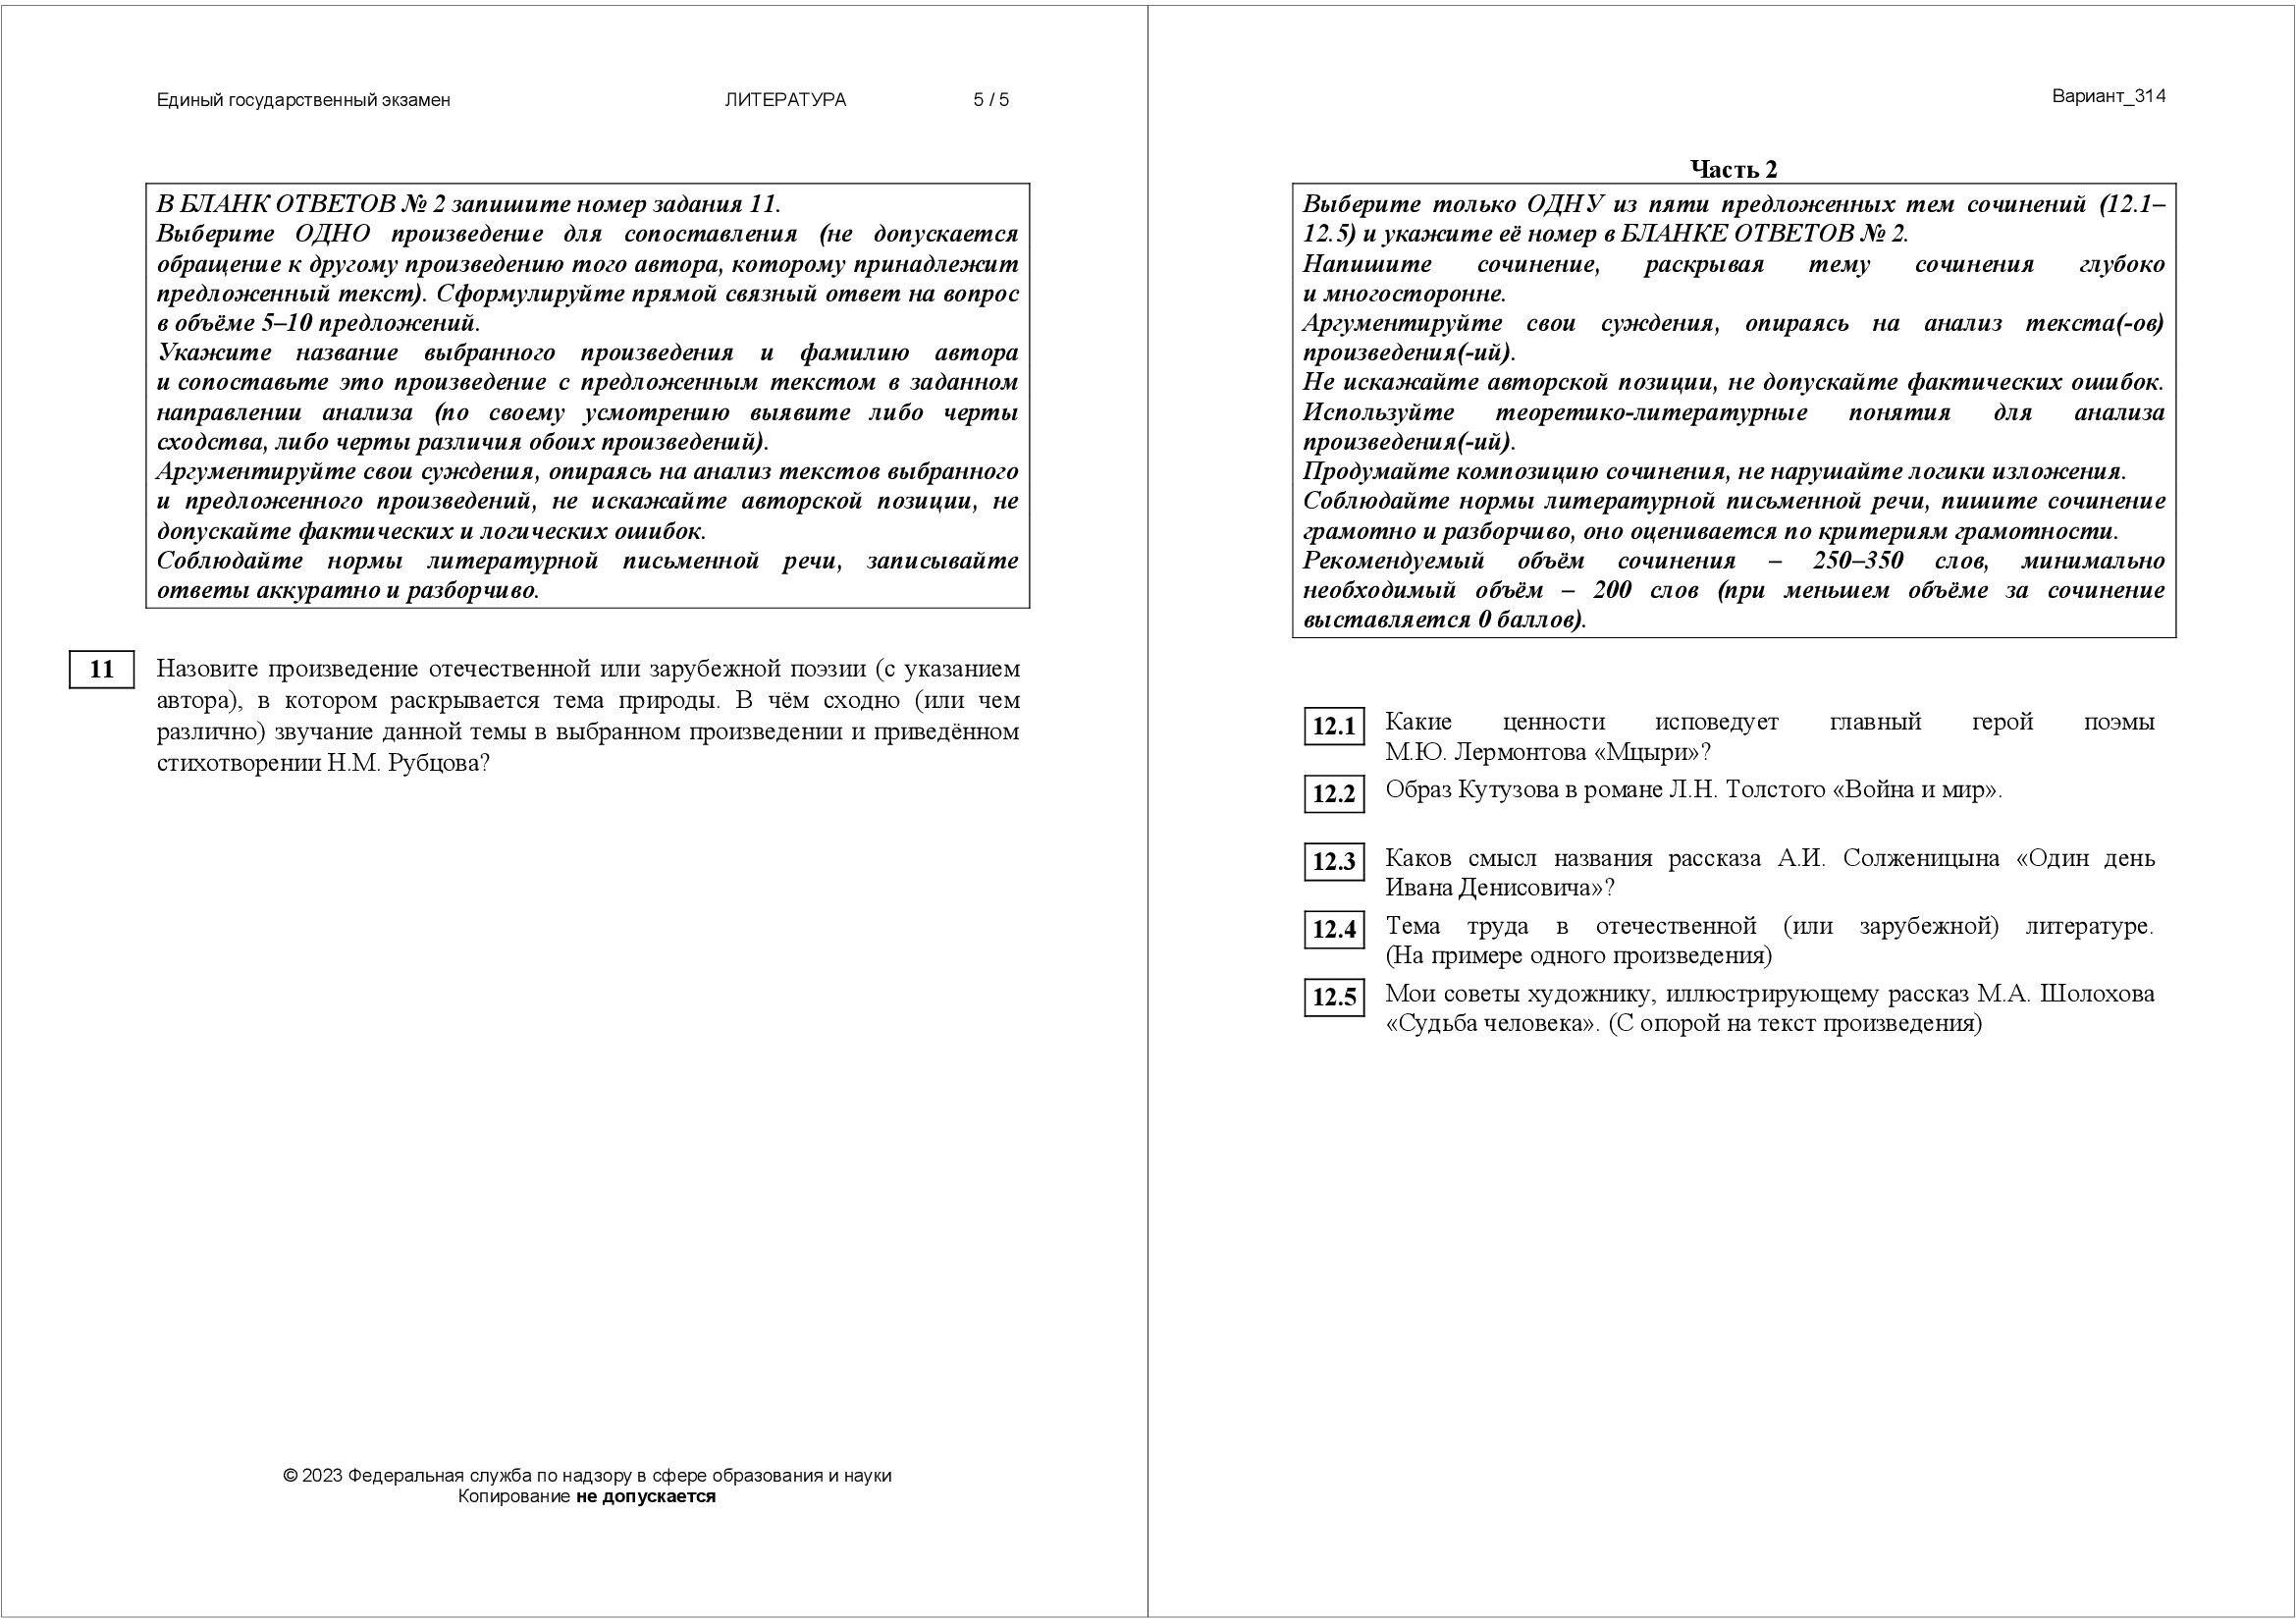 Единый государственный экзамен ЛИТЕРАТУРА 5 / 5
В БЛАНК ОТВЕТОВ № 2 запишите номер задания 11.
Выберите ОДНО произведение для сопоставления (не допускается
обращение к другому произведению того автора, которому принадлежит
предложенный текст). Сформулируйте прямой связный ответ на вопрос
в объёме 5–10 предложений.
Укажите название выбранного произведения и фамилию автора
и сопоставьте это произведение с предложенным текстом в заданном
направлении анализа (по своему усмотрению выявите либо черты
сходства, либо черты различия обоих произведений).
Аргументируйте свои суждения, опираясь на анализ текстов выбранного
и предложенного произведений, не искажайте авторской позиции, не
допускайте фактических и логических ошибок.
Соблюдайте нормы литературной письменной речи, записывайте
ответы аккуратно и разборчиво.
11 Назовите произведение отечественной или зарубежной поэзии (с указанием
автора), в котором раскрывается тема природы. В чём сходно (или чем
различно) звучание данной темы в выбранном произведении и приведённом
стихотворении Н.М. Рубцова?
© 2023 Федеральная служба по надзору в сфере образования и науки
Копирование не допускается
Вариант_314
Часть 2
Выберите только ОДНУ из пяти предложенных тем сочинений (12.1–
12.5) и укажите её номер в БЛАНКЕ ОТВЕТОВ № 2.
Напишите сочинение, раскрывая тему сочинения глубоко
и многосторонне.
Аргументируйте свои суждения, опираясь на анализ текста(-ов)
произведения(-ий).
Не искажайте авторской позиции, не допускайте фактических ошибок.
Используйте теоретико-литературные понятия для анализа
произведения(-ий).
Продумайте композицию сочинения, не нарушайте логики изложения.
Соблюдайте нормы литературной письменной речи, пишите сочинение
грамотно и разборчиво, оно оценивается по критериям грамотности.
Рекомендуемый объём сочинения – 250–350 слов, минимально
необходимый объём – 200 слов (при меньшем объёме за сочинение
выставляется 0 баллов).
12.1 Какие ценности исповедует главный герой поэмы
М.Ю. Лермонтова «Мцыри»?
12.2 Образ Кутузова в романе Л.Н. Толстого «Война и мир».
12.3 Каков смысл названия рассказа А.И. Солженицына «Один день
Ивана Денисовича»?
12.4 Тема труда в отечественной (или зарубежной) литературе.
(На примере одного произведения)
12.5 Мои советы художнику, иллюстрирующему рассказ М.А. Шолохова
«Судьба человека». (С опорой на текст произведения)